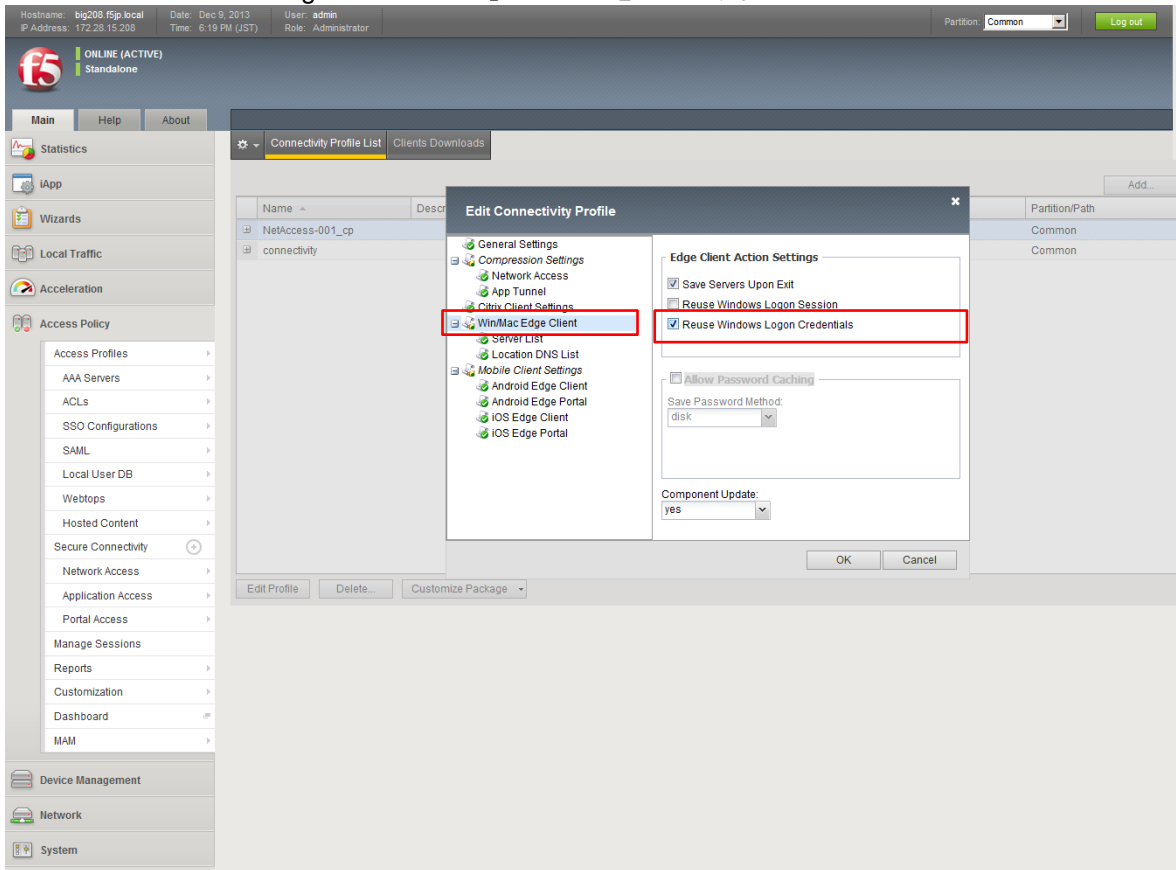 Hostname: big208.f5jp.local Date: Dec 9, 2013 User: admin
IP Address: 172.28.15.208 Time: 6:19 PM (JST) Role: Administrator
Partition: Common Log out
f5
ONLINE (ACTIVE)
Standalone
Main Help About
Statistics
iApp
Wizards
Local Traffic
Acceleration
Access Policy
Access Profiles
AAA Servers
ACLs
SSO Configurations
SAML
Local User DB
Webtops
Hosted Content
Secure Connectivity
Network Access
Application Access
Portal Access
Manage Sessions
Reports
Customization
Dashboard
MAM
Device Management
Network
System
Connectivity Profile List Clients Downloads
Add...
Name Descr Partition/Path
NetAccess-001_cp Common
connectivity Common
Edit Profile Delete... Customize Package
Edit Connectivity Profile
General Settings
Compression Settings
Network Access
App Tunnel
Citrix Client Settings
Win/Mac Edge Client
Server List
Location DNS List
Mobile Client Settings
Android Edge Client
Android Edge Portal
iOS Edge Client
iOS Edge Portal
Edge Client Action Settings
Save Servers Upon Exit
Reuse Windows Logon Session
Reuse Windows Logon Credentials
Allow Password Caching
Save Password Method:
disk
Component Update:
yes
OK Cancel